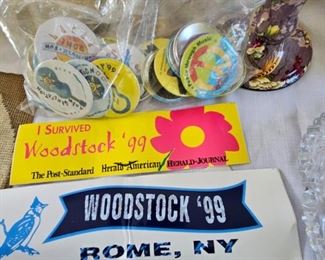 I SURVIVED
Woodstock '99
The Post-Standard Herald American HERALD-JOURNAL
WOODSTOCK '99
ROME, NY